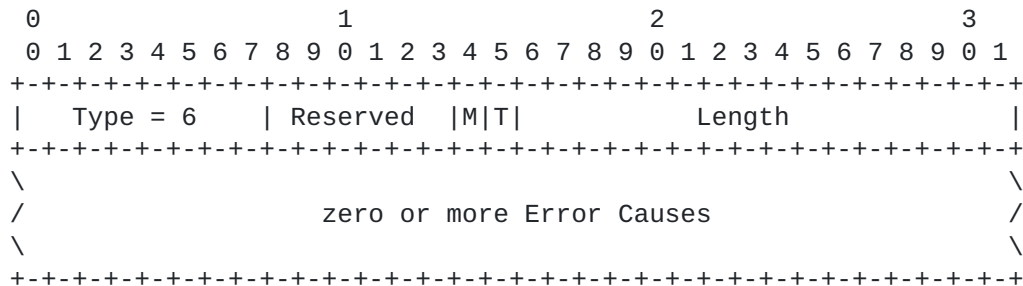 0                   1                   2                   3
 0 1 2 3 4 5 6 7 8 9 0 1 2 3 4 5 6 7 8 9 0 1 2 3 4 5 6 7 8 9 0 1
+-+-+-+-+-+-+-+-+-+-+-+-+-+-+-+-+-+-+-+-+-+-+-+-+-+-+-+-+-+-+-+-+
|   Type = 6    | Reserved  |M|T|           Length              |
+-+-+-+-+-+-+-+-+-+-+-+-+-+-+-+-+-+-+-+-+-+-+-+-+-+-+-+-+-+-+-+-+
\                                                               \
/                   zero or more Error Causes                   /
\                                                               \
+-+-+-+-+-+-+-+-+-+-+-+-+-+-+-+-+-+-+-+-+-+-+-+-+-+-+-+-+-+-+-+-+